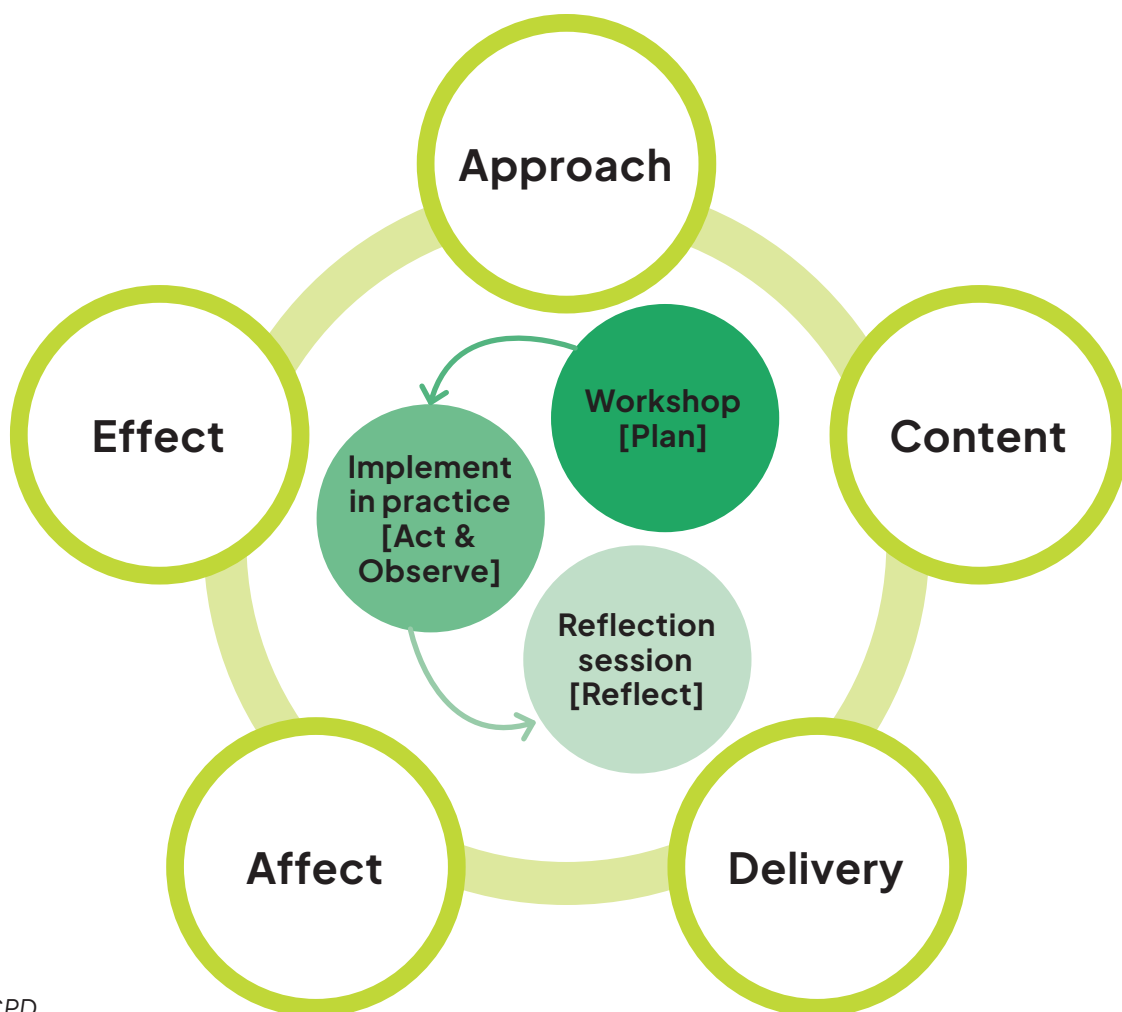 Approach
Effect
Content
Workshop
[Plan]
Implement
in practice
[Act &
Observe]
Reflection
session
[Reflect]
Affect
Delivery